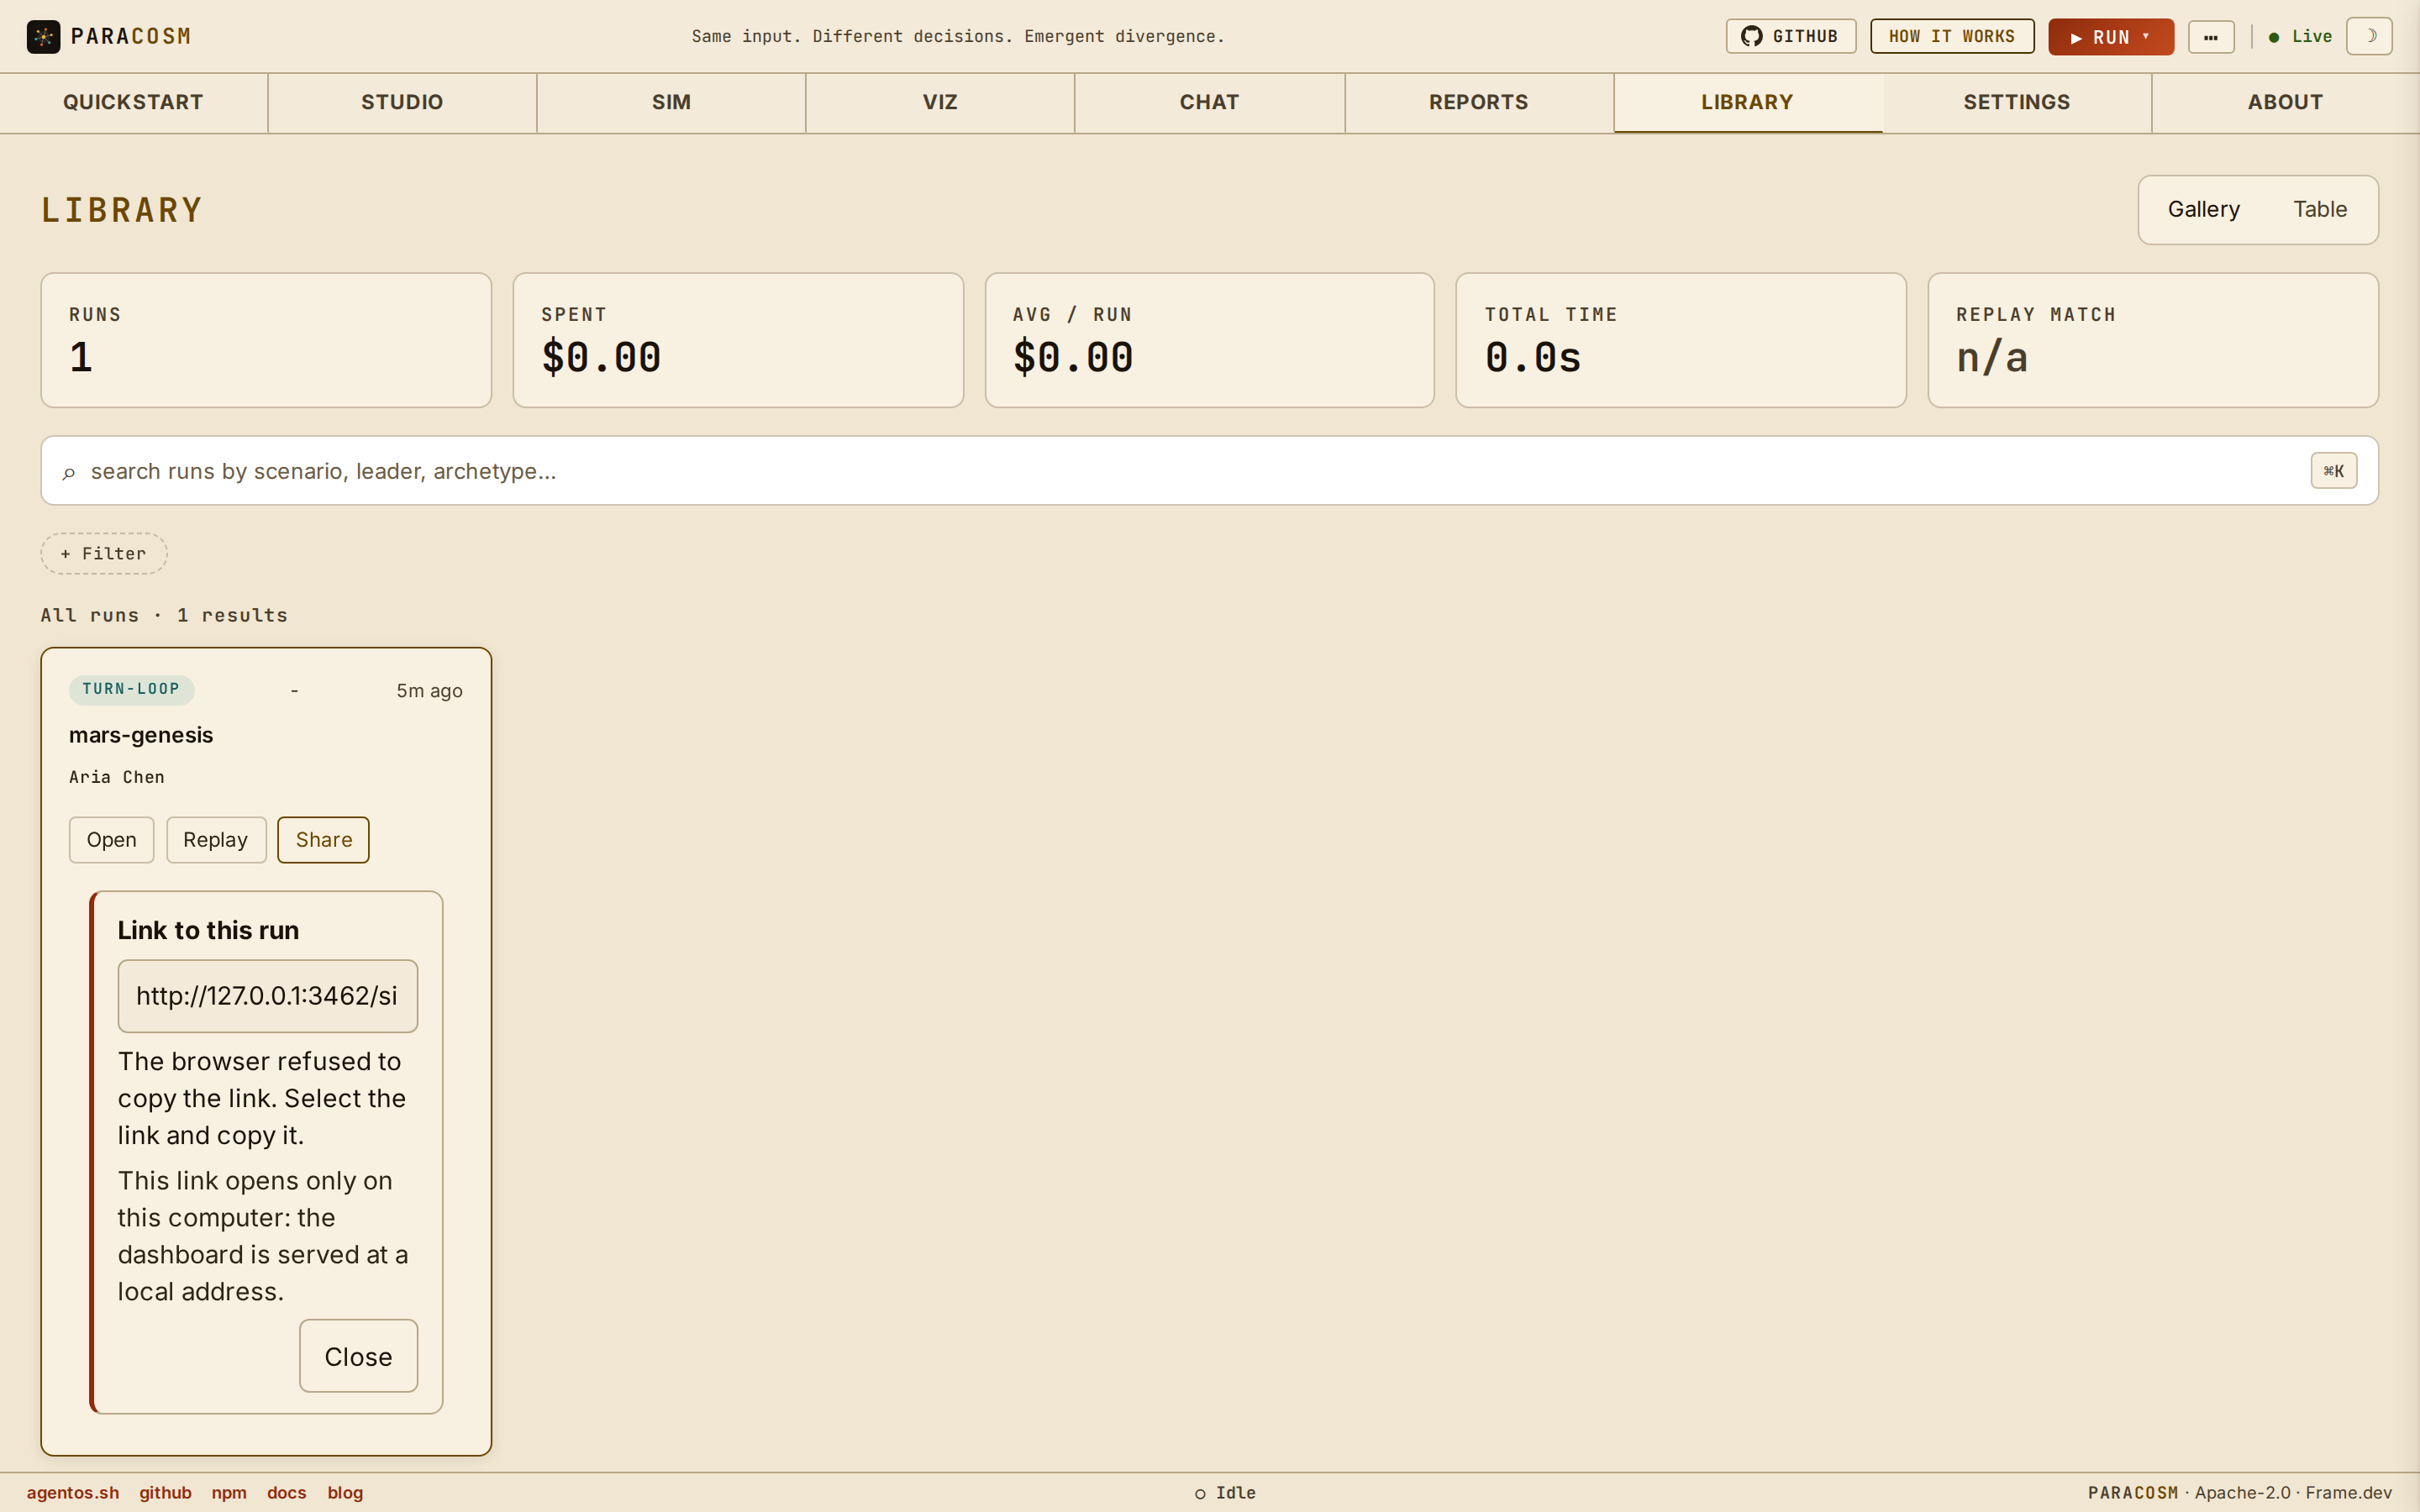 PARACOSM
Same input. Different decisions. Emergent divergence.
GITHUB
HOW IT WORKS
▶ RUN ▾
⋯
● Live
☽
QUICKSTART
STUDIO
SIM
VIZ
CHAT
REPORTS
LIBRARY
SETTINGS
ABOUT
LIBRARY
Gallery
Table
RUNS
1
SPENT
$0.00
AVG / RUN
$0.00
TOTAL TIME
0.0s
REPLAY MATCH
n/a
⌕ search runs by scenario, leader, archetype...
⌘K
+ Filter
All runs · 1 results
TURN-LOOP
-
5m ago
mars-genesis
Aria Chen
Open
Replay
Share
Link to this run
http://127.0.0.1:3462/si
The browser refused to
copy the link. Select the
link and copy it.
This link opens only on
this computer: the
dashboard is served at a
local address.
Close
agentos.sh
github
npm
docs
blog
○ Idle
PARACOSM · Apache-2.0 · Frame.dev